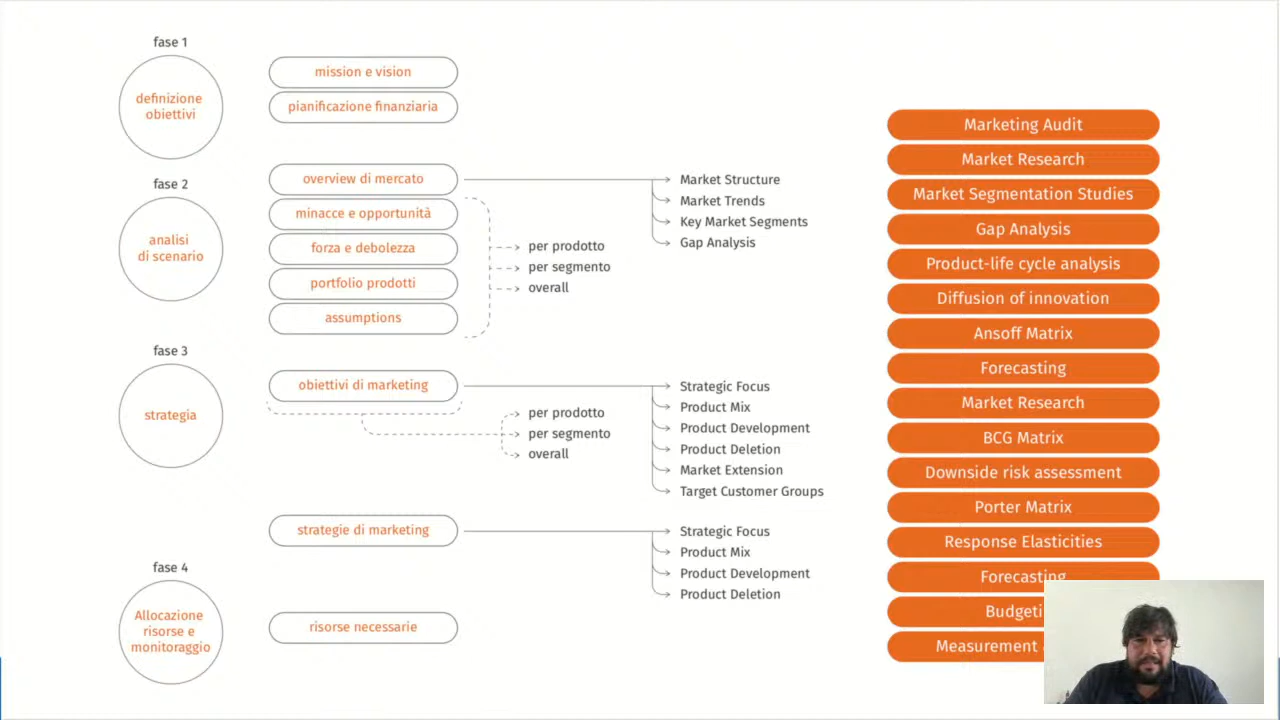 fase 1
definizione
obiettivi
mission e vision
pianificazione finanziaria
fase 2
analisi
di scenario
overview di mercato
minacce e opportunità
forza e debolezza
portfolio prodotti
assumptions
per prodotto
per segmento
overall
Market Structure
Market Trends
Key Market Segments
Gap Analysis
fase 3
strategia
obiettivi di marketing
per prodotto
per segmento
overall
Strategic Focus
Product Mix
Product Development
Product Deletion
Market Extension
Target Customer Groups
strategie di marketing
Strategic Focus
Product Mix
Product Development
Product Deletion
fase 4
Allocazione
risorse e
monitoraggio
risorse necessarie
Marketing Audit
Market Research
Market Segmentation Studies
Gap Analysis
Product-life cycle analysis
Diffusion of innovation
Ansoff Matrix
Forecasting
Market Research
BCG Matrix
Downside risk assessment
Porter Matrix
Response Elasticities
Forecasting
Budgeti
Measurement